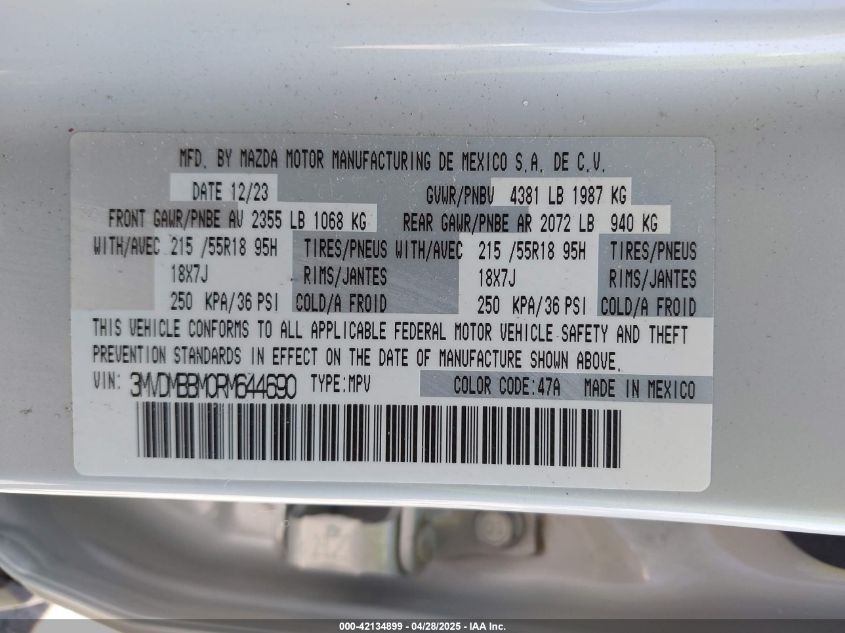 MFD. BY MAZDA MOTOR MANUFACTURING DE MEXICO S.A. DE C.V.
DATE 12/23 GVWR/PNBV 4381 LB 1987 KG
FRONT GAWR/PNBE AV 2355 LB 1068 KG REAR GAWR/PNBE AR 2072 LB 940 KG
WITH/AVEC 215 /55R18 95H TIRES/PNEUS WITH/AVEC 215 /55R18 95H TIRES/PNEUS
18X7J RIMS/JANTES 18X7J RIMS/JANTES
250 KPA/36 PSI COLD/A FROID 250 KPA/36 PSI COLD/A FROID
THIS VEHICLE CONFORMS TO ALL APPLICABLE FEDERAL MOTOR VEHICLE SAFETY AND THEFT
PREVENTION STANDARDS IN EFFECT ON THE DATE OF MANUFACTURE SHOWN ABOVE.
VIN: 3MVDMBBM0RM644690 TYPE:MPV COLOR CODE:47A MADE IN MEXICO
000-42134899 - 04/28/2025 - IAA Inc.